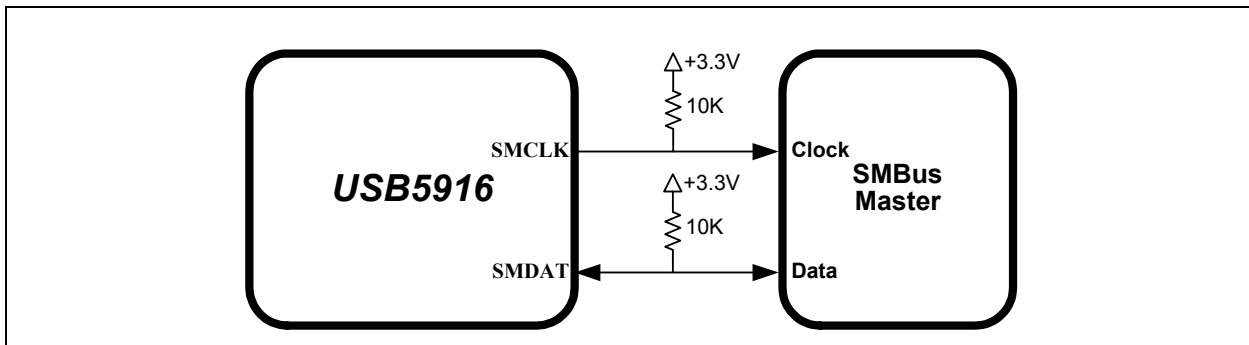 +3.3V
10K
SMCLK
Clock
USB5916
SMBus
Master
+3.3V
10K
SMDAT
Data